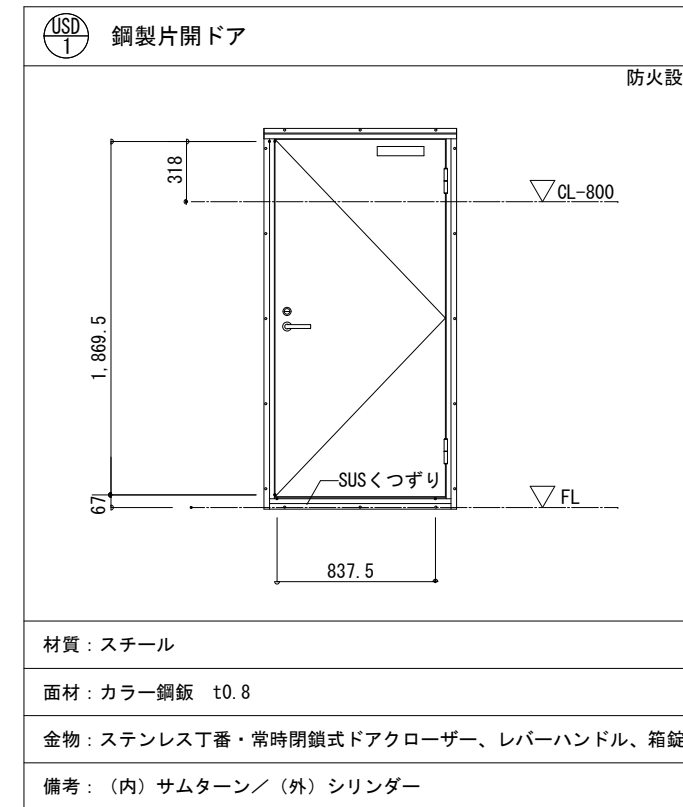 USD
1
鋼製片開ドア
防火設
318
CL-800
1,869.5
SUSくつずり
67
FL
837.5
材質：スチール
面材：カラー鋼鈑　t0.8
金物：ステンレス丁番・常時閉鎖式ドアクローザー、レバーハンドル、箱錠
備考：（内）サムターン／（外）シリンダー